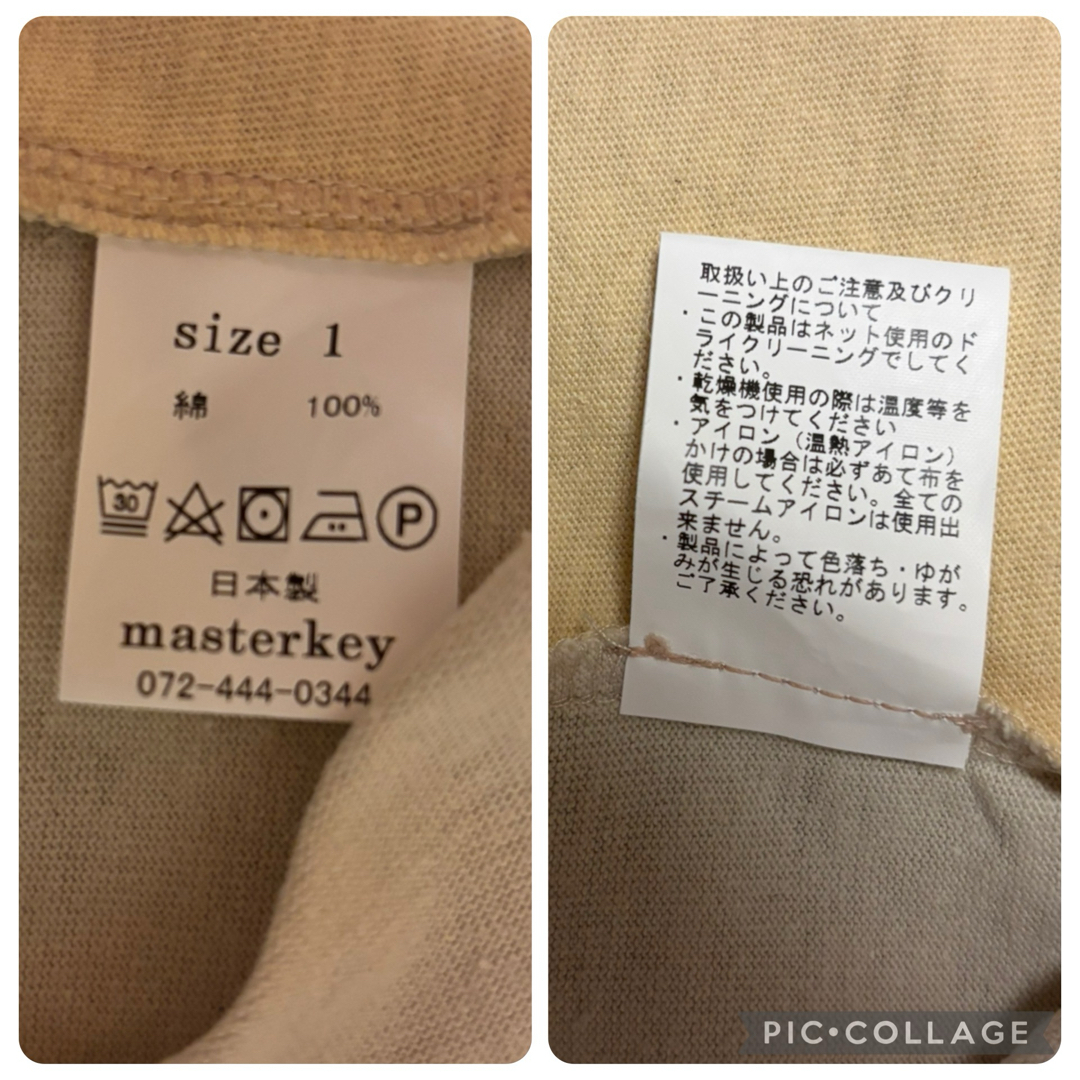 size 1
綿 100%
30
P
日本製
masterkey
072-444-0344
取扱い上のご注意及びクリ
ーニングについて
・この製品はネット使用のド
ライクリーニングでしてく
ださい。
・乾燥機使用の際は温度等を
気をつけてください
・アイロン（温熱アイロン）
かけの場合は必ずあて布を
使用してください。全ての
スチームアイロンは使用出
来ません。
・製品によって色落ち・ゆが
みが生じる恐れがあります。
ご了承ください。
PIC•COLLAGE